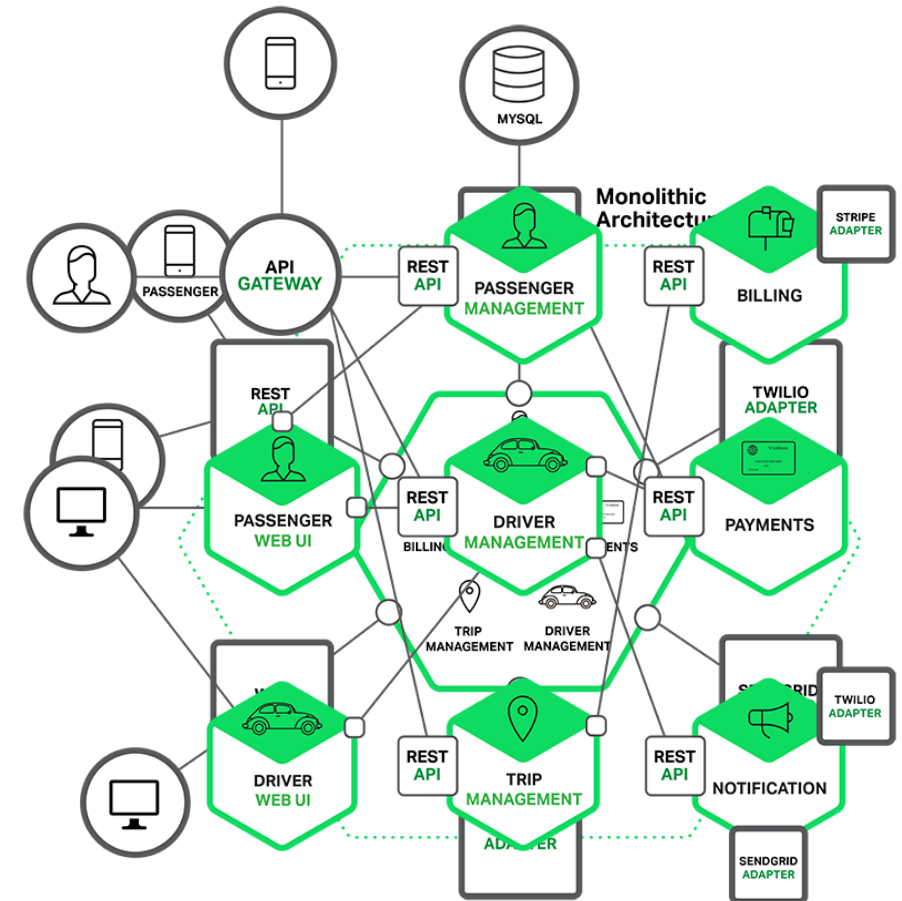 MYSQL
Monolithic
Architectur
STRIPE
ADAPTER
API
GATEWAY
REST
API
PASSENGER
MANAGEMENT
REST
API
BILLING
PASSENGER
REST
API
TWILIO
ADAPTER
PASSENGER
WEB UI
REST
API
DRIVER
MANAGEMENT
REST
API
PAYMENTS
BILLING
ENTS
TRIP
MANAGEMENT
DRIVER
MANAGEMENT
SENDGRID
TWILIO
ADAPTER
DRIVER
WEB UI
REST
API
TRIP
MANAGEMENT
REST
API
NOTIFICATION
ADAPTER
SENDGRID
ADAPTER